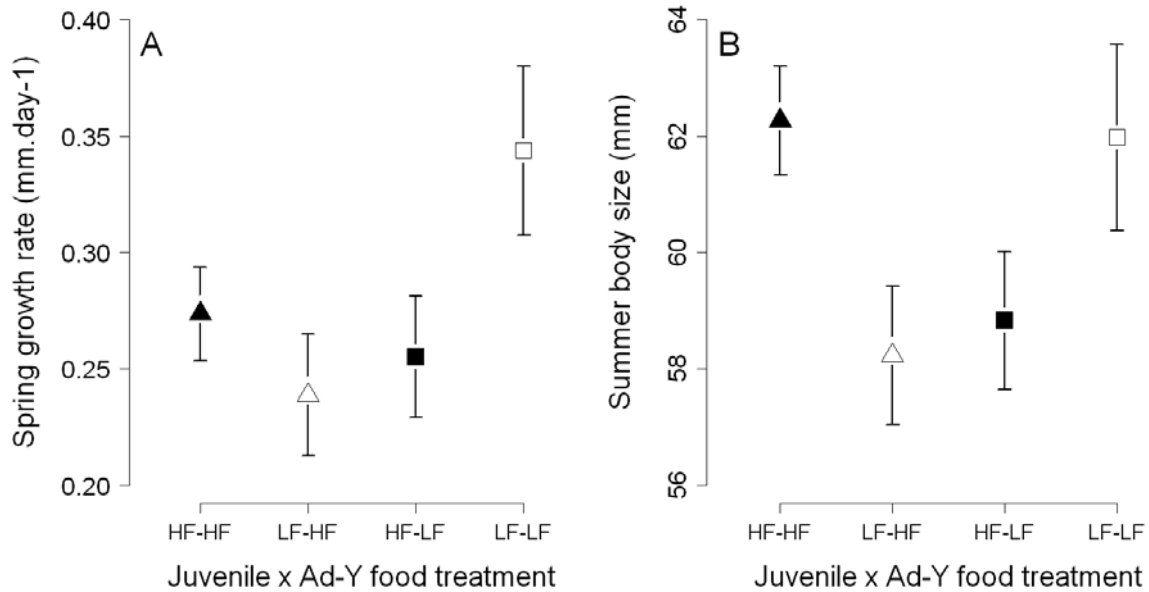 A
Spring growth rate (mm.day-1)
0.40
0.35
0.30
0.25
0.20
HF-HF LF-HF HF-LF LF-LF
Juvenile x Ad-Y food treatment
B
Summer body size (mm)
64
62
60
58
56
HF-HF LF-HF HF-LF LF-LF
Juvenile x Ad-Y food treatment